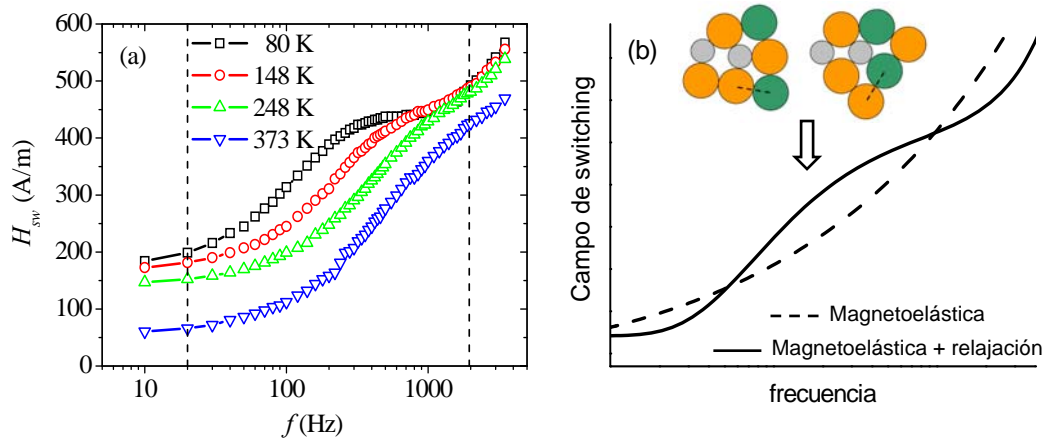 (a)
80 K
148 K
248 K
373 K
600
500
400
300
200
100
0
H_sw (A/m)
10
100
1000
f (Hz)
(b)
Campo de switching
Magnetoelástica
Magnetoelástica + relajación
frecuencia